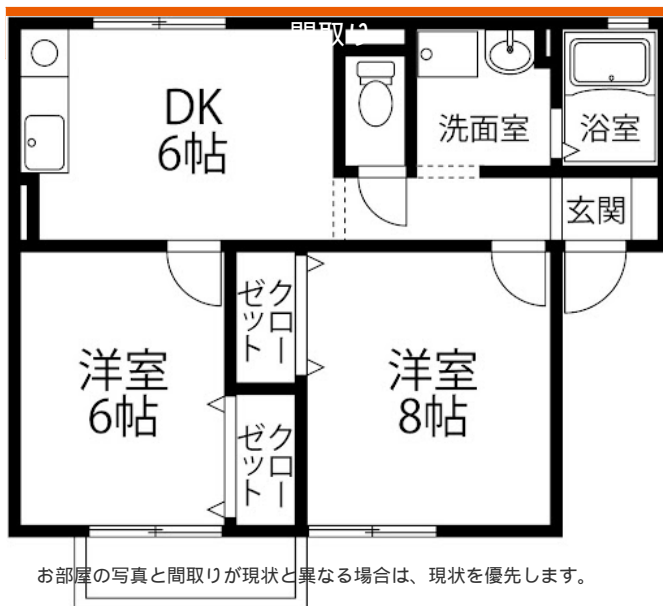 間取り
DK
6帖
洗面室
浴室
玄関
クロー
ゼット
洋室
6帖
洋室
8帖
クロー
ゼット
お部屋の写真と間取りが現状と異なる場合は、現状を優先します。